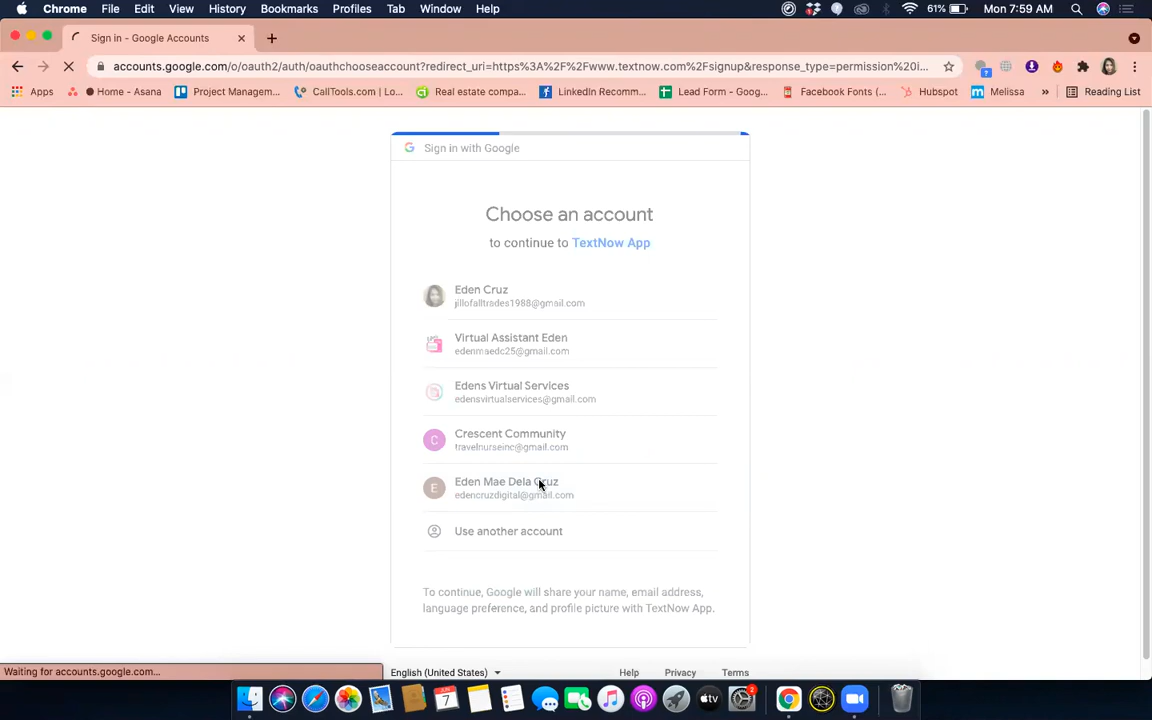 Chrome File Edit View History Bookmarks Profiles Tab Window Help 61% Mon 7:59 AM
Sign in - Google Accounts
accounts.google.com/o/oauth2/auth/oauthchooseaccount?redirect_uri=https%3A%2F%2Fwww.textnow.com%2Fsignup&response_type=permission%20i...
Apps Home - Asana Project Managem... CallTools.com | Lo... Real estate compa... LinkedIn Recomm... Lead Form - Goog... Facebook Fonts (... Hubspot Melissa » Reading List
Sign in with Google
Choose an account
to continue to TextNow App
Eden Cruz
jillofalltrades1988@gmail.com
Virtual Assistant Eden
edenmaedc25@gmail.com
Edens Virtual Services
edensvirtualservices@gmail.com
C Crescent Community
travelnurseinc@gmail.com
E Eden Mae Dela Cruz
edencruzdigital@gmail.com
Use another account
To continue, Google will share your name, email address,
language preference, and profile picture with TextNow App.
Waiting for accounts.google.com...
English (United States) Help Privacy Terms
7
tv
2